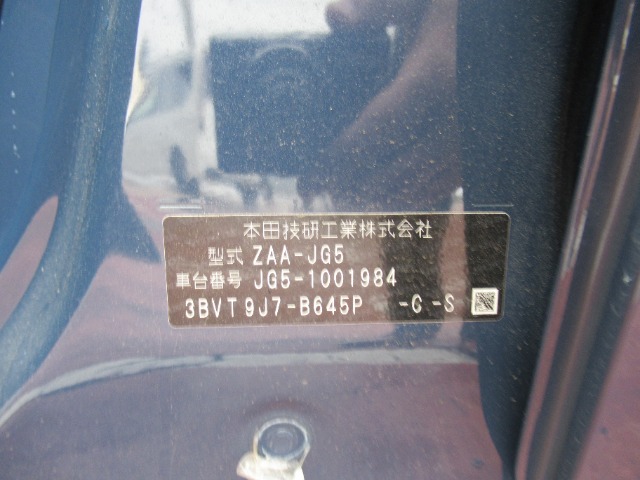 本田技研工業株式会社
型式 ZAA-JG5
車台番号 JG5-1001984
3BVT9J7-B645P -C -S